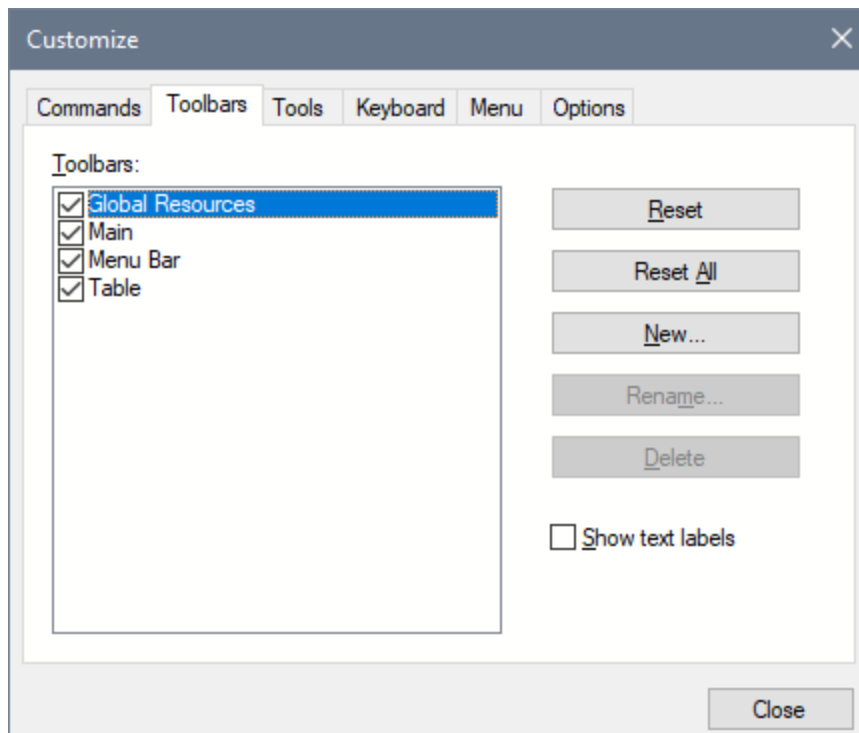 Customize
Commands Toolbars Tools Keyboard Menu Options
Toolbars:
Global Resources
Main
Menu Bar
Table
Reset
Reset All
New...
Rename...
Delete
Show text labels
Close